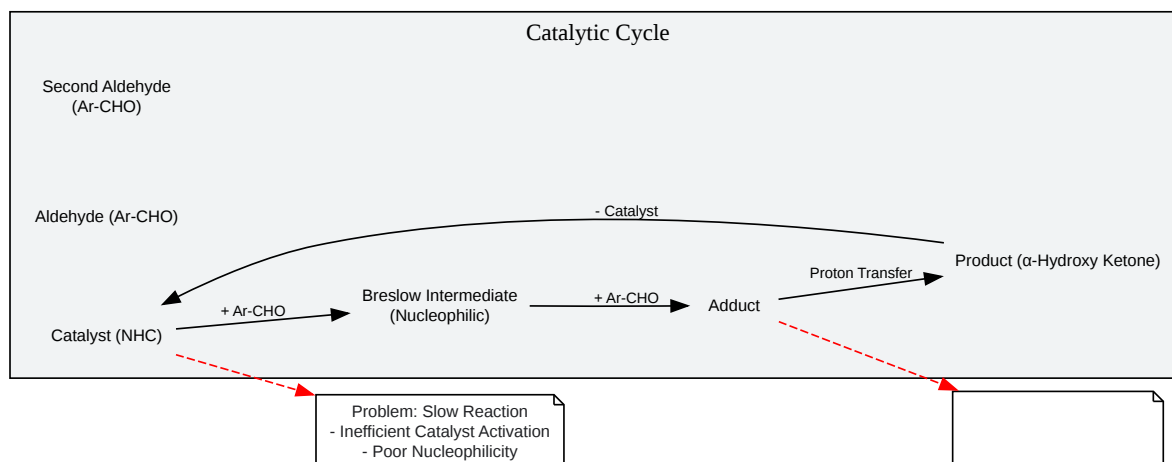 Catalytic Cycle
Second Aldehyde
(Ar-CHO)
Aldehyde (Ar-CHO)
- Catalyst
Product (α-Hydroxy Ketone)
Proton Transfer
Breslow Intermediate
(Nucleophilic)
+ Ar-CHO
Adduct
+ Ar-CHO
Catalyst (NHC)
Problem: Slow Reaction
- Inefficient Catalyst Activation
- Poor Nucleophilicity